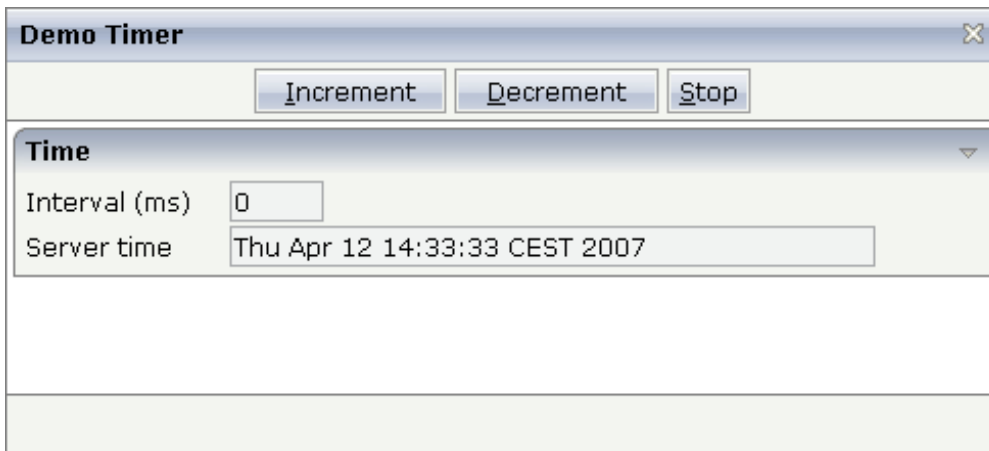 Demo Timer
Increment Decrement Stop
Time
Interval (ms) 0
Server time Thu Apr 12 14:33:33 CEST 2007